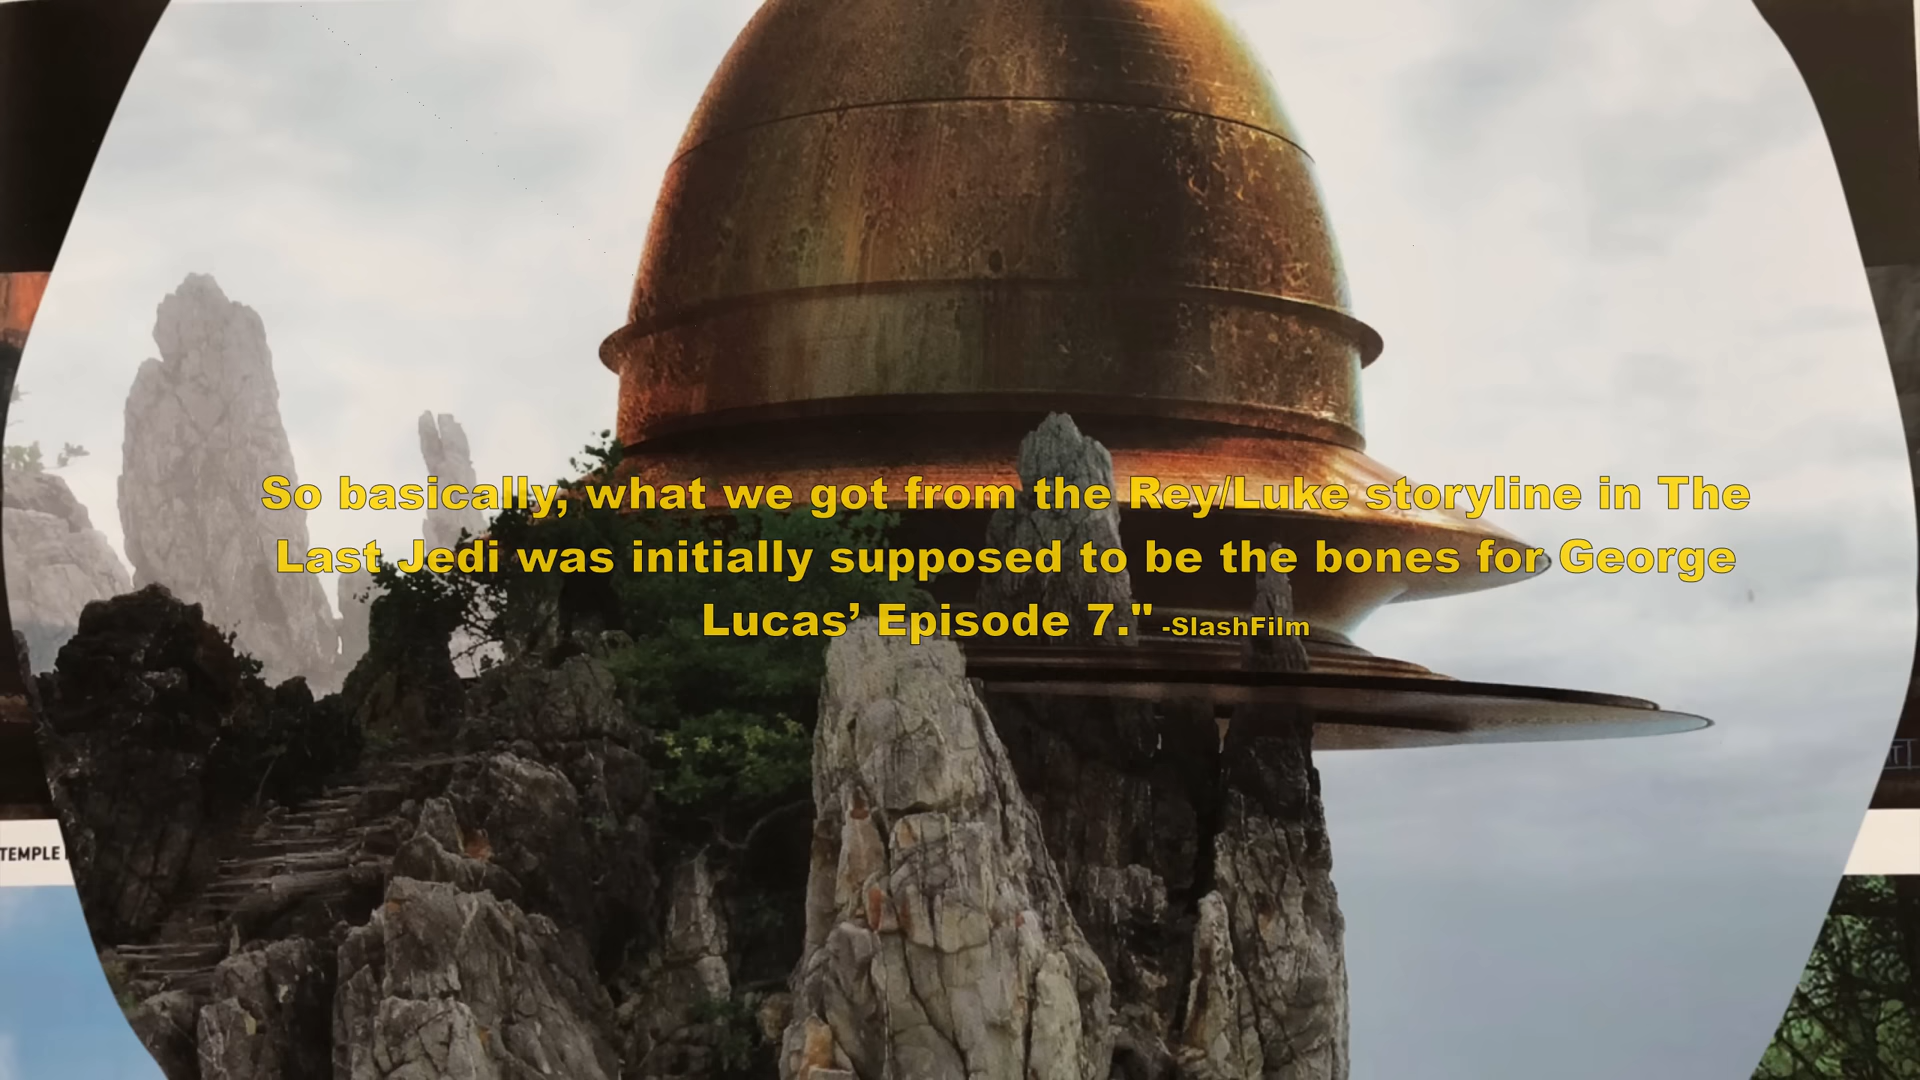 So basically, what we got from the Rey/Luke storyline in The
Last Jedi was initially supposed to be the bones for George
Lucas’ Episode 7." -SlashFilm
TEMPLE